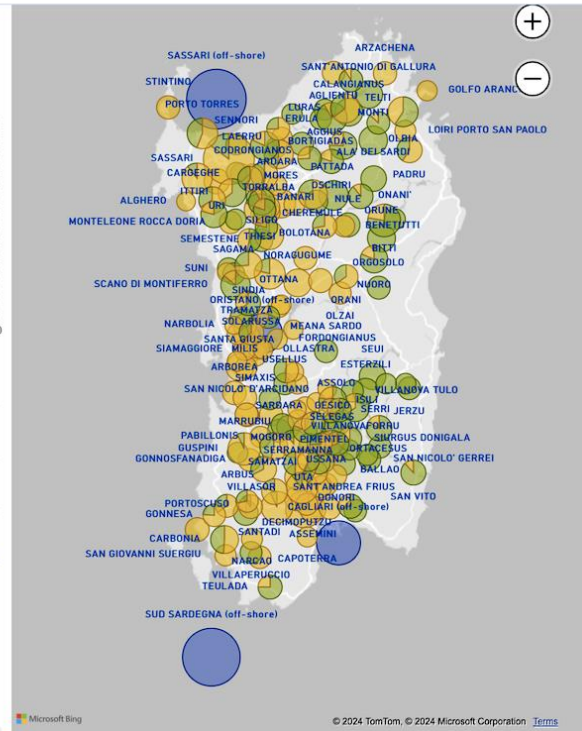 ARZACHENA
SASSARI (off-shore)
SANT'ANTONIO DI GALLURA
STINTINO
CALANGIANUS
GOLFO ARANC
AGLIENTU
TELTI
PORTO TORRES
LURAS
MONTI
ERULA
SENNORI
LOIRI PORTO SAN PAOLO
AGGIUS
LAERRU
OLBIA
BORTIGIADAS
CODRONGIANOS
ALA' DEI SARDI
SASSARI
ARDARA
PATTADA
CARGEGHE
MORES
PADRU
TORRALBA
OSCHIRI
ITTIRI
ONANI'
BANARI
NULE
ALGHERO
URI
CHEREMULE
ORUNE
MONTELEONE ROCCA DORIA
SILIGO
BENETUTTI
BOLOTANA
THIESI
SEMESTENE
BITTI
SAGAMA
NORAGUGUME
ORGOSOLO
SUNI
OTTANA
SCANO DI MONTIFERRO
NUORO
SINDIA
ORISTANO (off-shore)
ORANI
TRAMATZA
OLZAI
SOLARUSSA
NARBOLIA
MEANA SARDO
SANTA GIUSTA
FORDONGIANUS
SIAMAGGIORE
MILIS
OLLASTRA
SEUI
USELLUS
ESTERZILI
ARBOREA
SIMAXIS
ASSOLO
SAN NICOLO' D'ARCIDANO
VILLANOVA TULO
ISILI
SARDARA
GESICO
SERRI
JERZU
SELEGAS
MARRUBIU
VILLANOVAFORRU
PABILLONIS
MOGORO
PIMENTEL
SIURGUS DONIGALA
GUSPINI
SERRAMANNA
ORTACESUS
GONNOSFANADIGA
SAMATZAI
USSANA
SAN NICOLO' GERREI
BALLAO
ARBUS
UTA
VILLASOR
SANT'ANDREA FRIUS
SAN VITO
DONORI
PORTOSCUSO
CAGLIARI (off-shore)
GONNESA
DECIMOPUTZU
SANTADI
ASSEMINI
CARBONIA
SAN GIOVANNI SUERGIU
NARCAO
CAPOTERRA
VILLAPERUCCIO
TEULADA
SUD SARDEGNA (off-shore)
Microsoft Bing
© 2024 TomTom, © 2024 Microsoft Corporation Terms